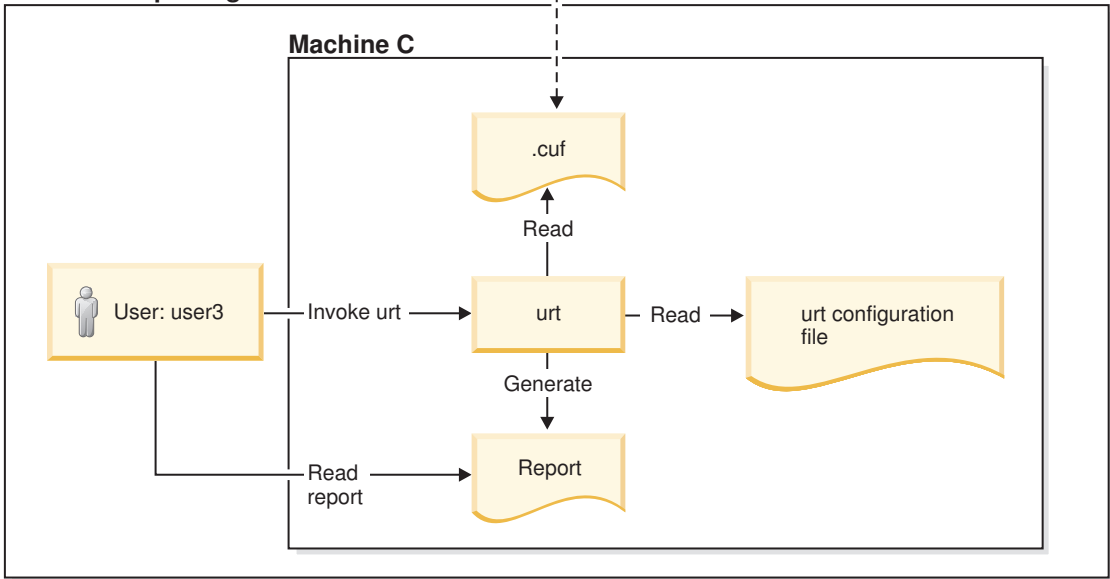 Machine C
.cuf
Read
User: user3
Invoke urt
urt
Read
urt configuration
file
Generate
Read
report
Report